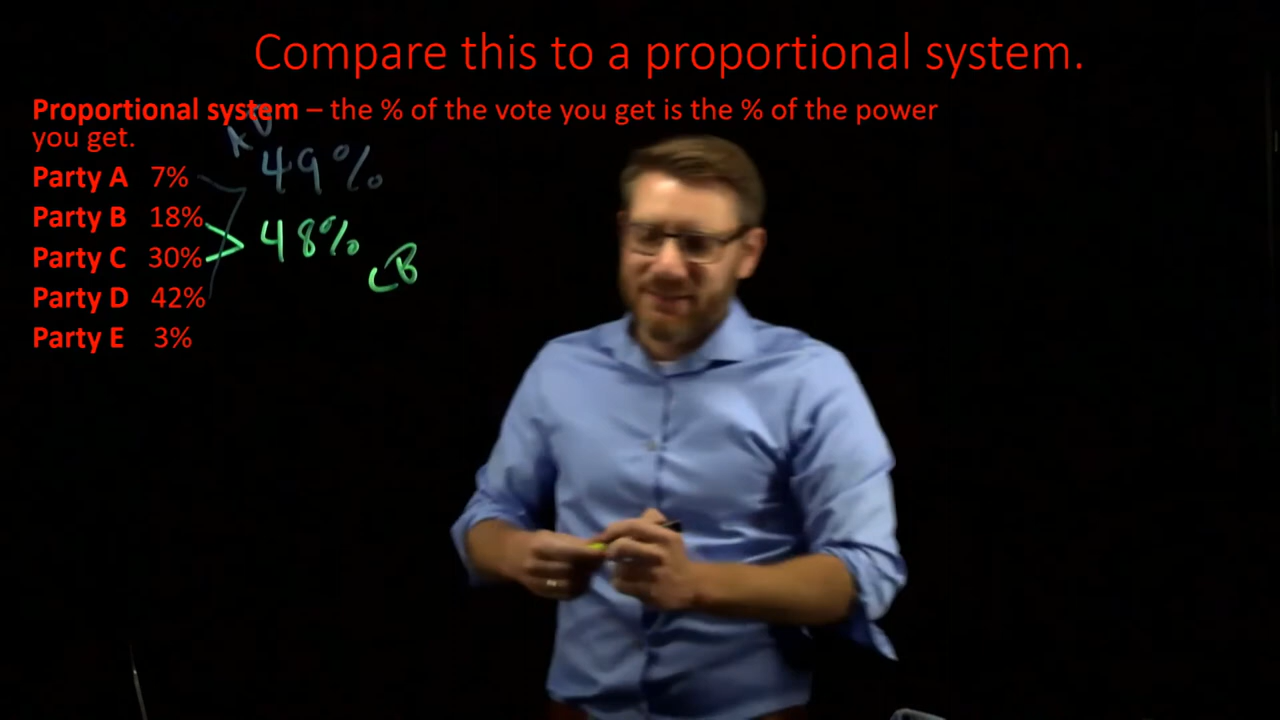 Compare this to a proportional system.
Proportional system – the % of the vote you get is the % of the power
you get.
AD
49%
Party A 7%
Party B 18%
48%
Party C 30%
CB
Party D 42%
Party E 3%